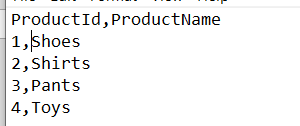 ProductId,ProductName
1,Shoes
2,Shirts
3,Pants
4,Toys